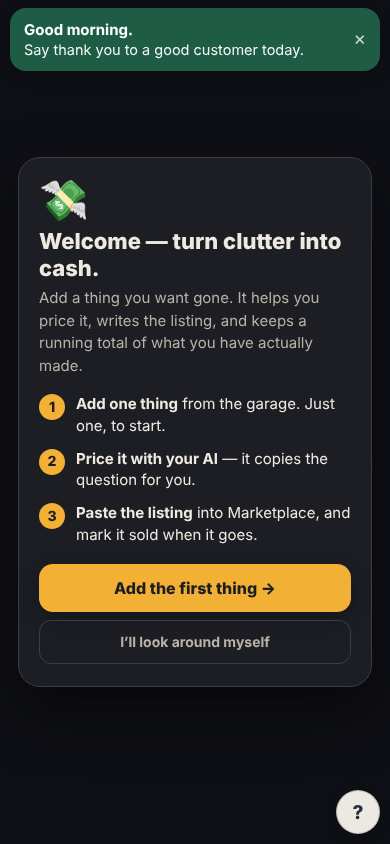 Good morning.
Say thank you to a good customer today.
×
Welcome — turn clutter into
cash.
Add a thing you want gone. It helps you
price it, writes the listing, and keeps a
running total of what you have actually
made.
1 Add one thing from the garage. Just
one, to start.
2 Price it with your AI — it copies the
question for you.
3 Paste the listing into Marketplace, and
mark it sold when it goes.
Add the first thing →
I’ll look around myself
?